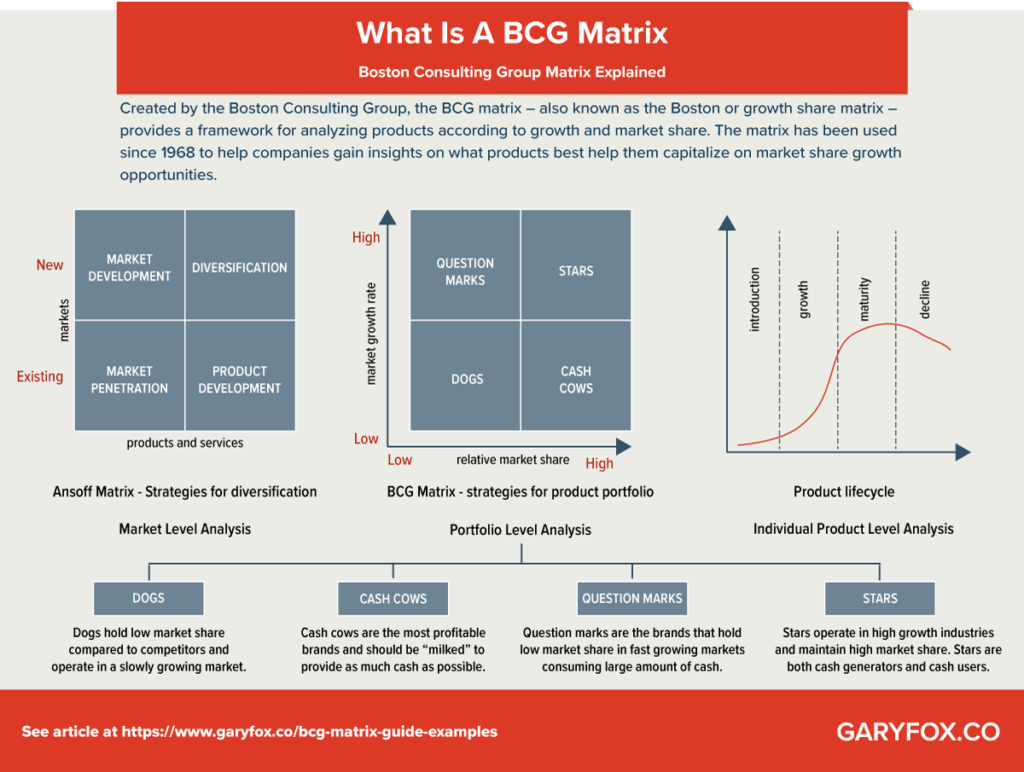 What Is A BCG Matrix
Boston Consulting Group Matrix Explained
Created by the Boston Consulting Group, the BCG matrix – also known as the Boston or growth share matrix –
provides a framework for analyzing products according to growth and market share. The matrix has been used
since 1968 to help companies gain insights on what products best help them capitalize on market share growth
opportunities.
New
markets
Existing
MARKET
DEVELOPMENT
DIVERSIFICATION
MARKET
PENETRATION
PRODUCT
DEVELOPMENT
products and services
Ansoff Matrix - Strategies for diversification
Market Level Analysis
High
market growth rate
Low
QUESTION
MARKS
STARS
DOGS
CASH
COWS
Low
relative market share
High
BCG Matrix - strategies for product portfolio
Portfolio Level Analysis
introduction
growth
maturity
decline
Product lifecycle
Individual Product Level Analysis
DOGS
Dogs hold low market share
compared to competitors and
operate in a slowly growing market.
CASH COWS
Cash cows are the most profitable
brands and should be “milked” to
provide as much cash as possible.
QUESTION MARKS
Question marks are the brands that hold
low market share in fast growing markets
consuming large amount of cash.
STARS
Stars operate in high growth industries
and maintain high market share. Stars are
both cash generators and cash users.
See article at https://www.garyfox.co/bcg-matrix-guide-examples
GARYFOX.CO